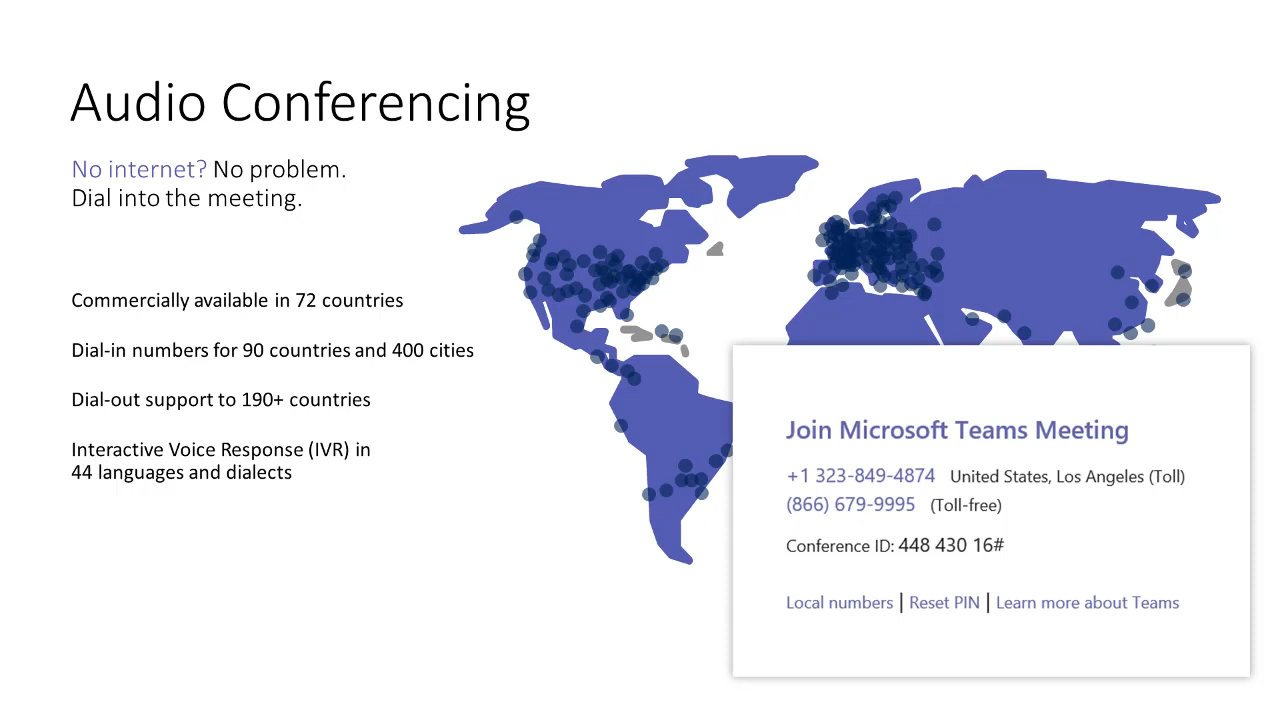 Audio Conferencing
No internet? No problem.
Dial into the meeting.
Commercially available in 72 countries
Dial-in numbers for 90 countries and 400 cities
Dial-out support to 190+ countries
Interactive Voice Response (IVR) in
44 languages and dialects
Join Microsoft Teams Meeting
+1 323-849-4874 United States, Los Angeles (Toll)
(866) 679-9995 (Toll-free)
Conference ID: 448 430 16#
Local numbers | Reset PIN | Learn more about Teams